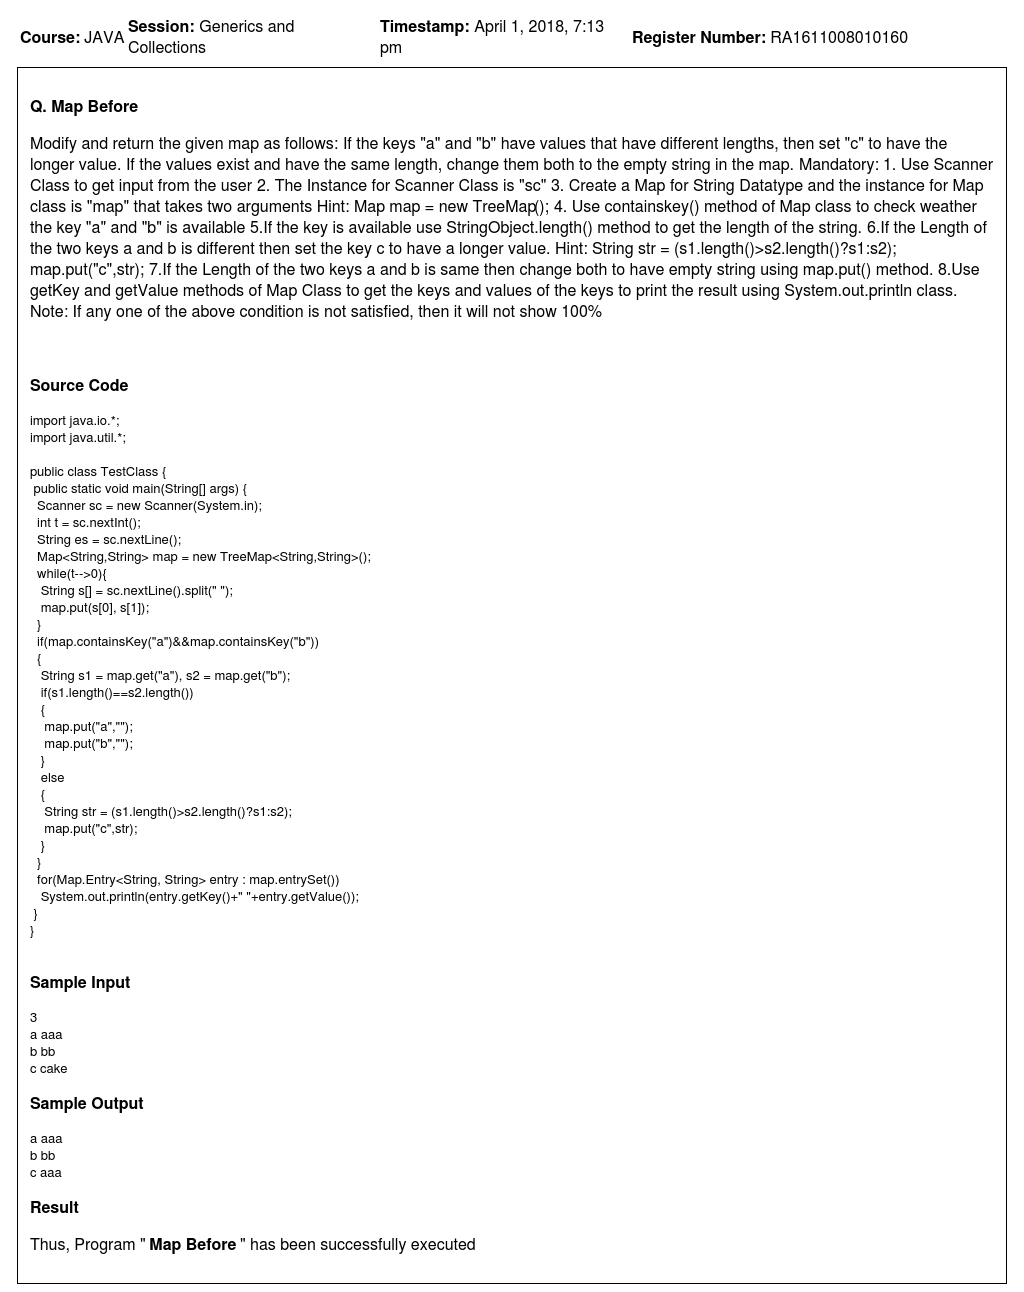 Course: JAVA Session: Generics and Collections Timestamp: April 1, 2018, 7:13 pm Register Number: RA1611008010160
Q. Map Before
Modify and return the given map as follows: If the keys "a" and "b" have values that have different lengths, then set "c" to have the
longer value. If the values exist and have the same length, change them both to the empty string in the map. Mandatory: 1. Use Scanner
Class to get input from the user 2. The Instance for Scanner Class is "sc" 3. Create a Map for String Datatype and the instance for Map
class is "map" that takes two arguments Hint: Map map = new TreeMap(); 4. Use containskey() method of Map class to check weather
the key "a" and "b" is available 5.If the key is available use StringObject.length() method to get the length of the string. 6.If the Length of
the two keys a and b is different then set the key c to have a longer value. Hint: String str = (s1.length()>s2.length()?s1:s2);
map.put("c",str); 7.If the Length of the two keys a and b is same then change both to have empty string using map.put() method. 8.Use
getKey and getValue methods of Map Class to get the keys and values of the keys to print the result using System.out.println class.
Note: If any one of the above condition is not satisfied, then it will not show 100%
Source Code
import java.io.*;
import java.util.*;
public class TestClass {
public static void main(String[] args) {
Scanner sc = new Scanner(System.in);
int t = sc.nextInt();
String es = sc.nextLine();
Map<String,String> map = new TreeMap<String,String>();
while(t-->0){
String s[] = sc.nextLine().split(" ");
map.put(s[0], s[1]);
}
if(map.containsKey("a")&&map.containsKey("b"))
{
String s1 = map.get("a"), s2 = map.get("b");
if(s1.length()==s2.length())
{
map.put("a","");
map.put("b","");
}
else
{
String str = (s1.length()>s2.length()?s1:s2);
map.put("c",str);
}
}
for(Map.Entry<String, String> entry : map.entrySet())
System.out.println(entry.getKey()+" "+entry.getValue());
}
}
Sample Input
3
a aaa
b bb
c cake
Sample Output
a aaa
b bb
c aaa
Result
Thus, Program " Map Before " has been successfully executed